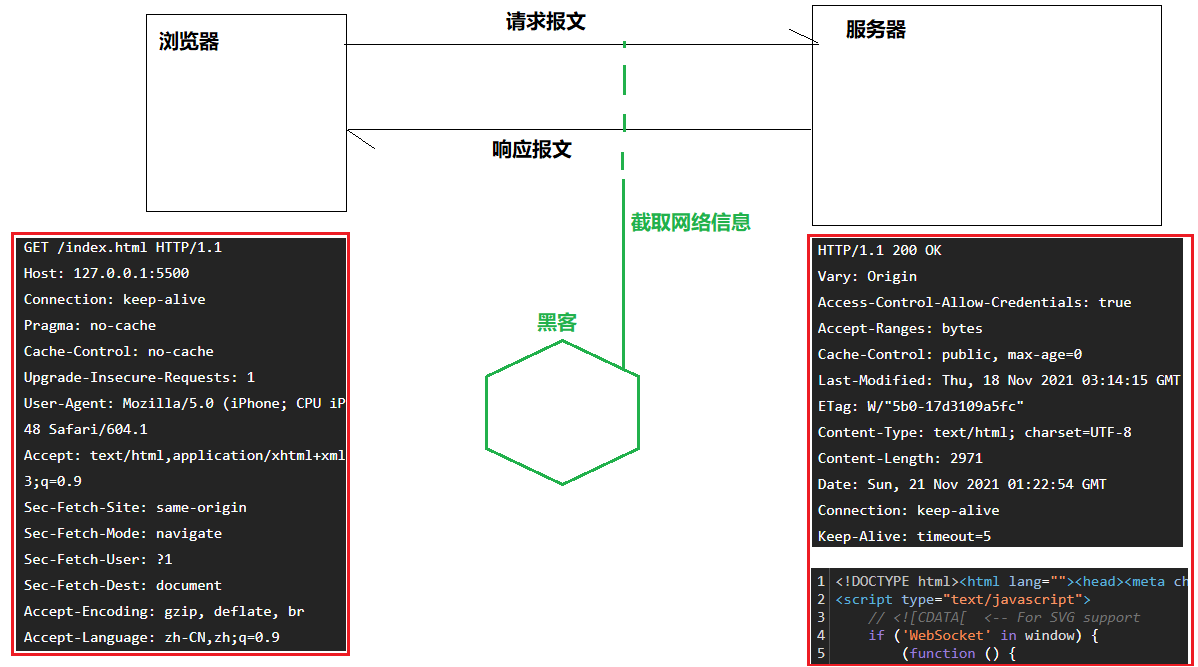 请求报文
浏览器
服务器
响应报文
截取网络信息
黑客
GET /index.html HTTP/1.1
Host: 127.0.0.1:5500
Connection: keep-alive
Pragma: no-cache
Cache-Control: no-cache
Upgrade-Insecure-Requests: 1
User-Agent: Mozilla/5.0 (iPhone; CPU iP
48 Safari/604.1
Accept: text/html,application/xhtml+xml
3;q=0.9
Sec-Fetch-Site: same-origin
Sec-Fetch-Mode: navigate
Sec-Fetch-User: ?1
Sec-Fetch-Dest: document
Accept-Encoding: gzip, deflate, br
Accept-Language: zh-CN,zh;q=0.9
HTTP/1.1 200 OK
Vary: Origin
Access-Control-Allow-Credentials: true
Accept-Ranges: bytes
Cache-Control: public, max-age=0
Last-Modified: Thu, 18 Nov 2021 03:14:15 GMT
ETag: W/"5b0-17d3109a5fc"
Content-Type: text/html; charset=UTF-8
Content-Length: 2971
Date: Sun, 21 Nov 2021 01:22:54 GMT
Connection: keep-alive
Keep-Alive: timeout=5
1 <!DOCTYPE html><html lang=""><head><meta ch
2 <script type="text/javascript">
3 // <![CDATA[ <-- For SVG support
4 if ('WebSocket' in window) {
5 (function () {